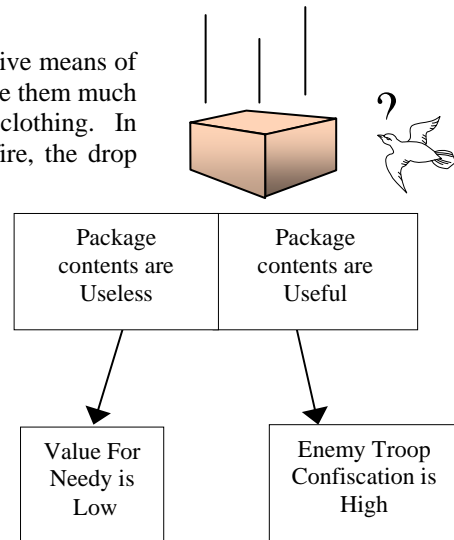 ive means of
e them much
clothing. In
ire, the drop
?
Package
contents are
Useless
Package
contents are
Useful
Value For
Needy is
Low
Enemy Troop
Confiscation is
High